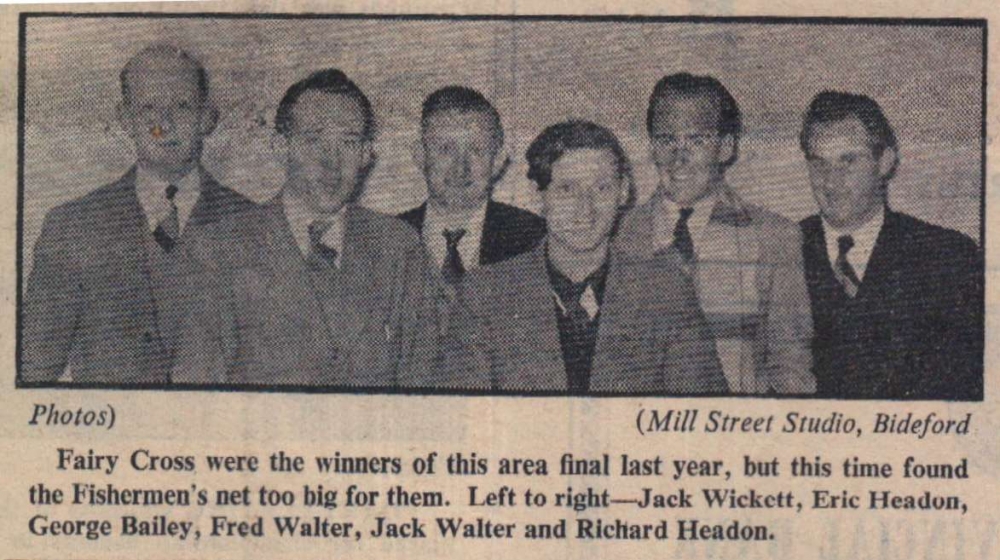 Photos)
(Mill Street Studio, Bideford
Fairy Cross were the winners of this area final last year, but this time found
the Fishermen's net too big for them. Left to right—Jack Wickett, Eric Headon,
George Bailey, Fred Walter, Jack Walter and Richard Headon.